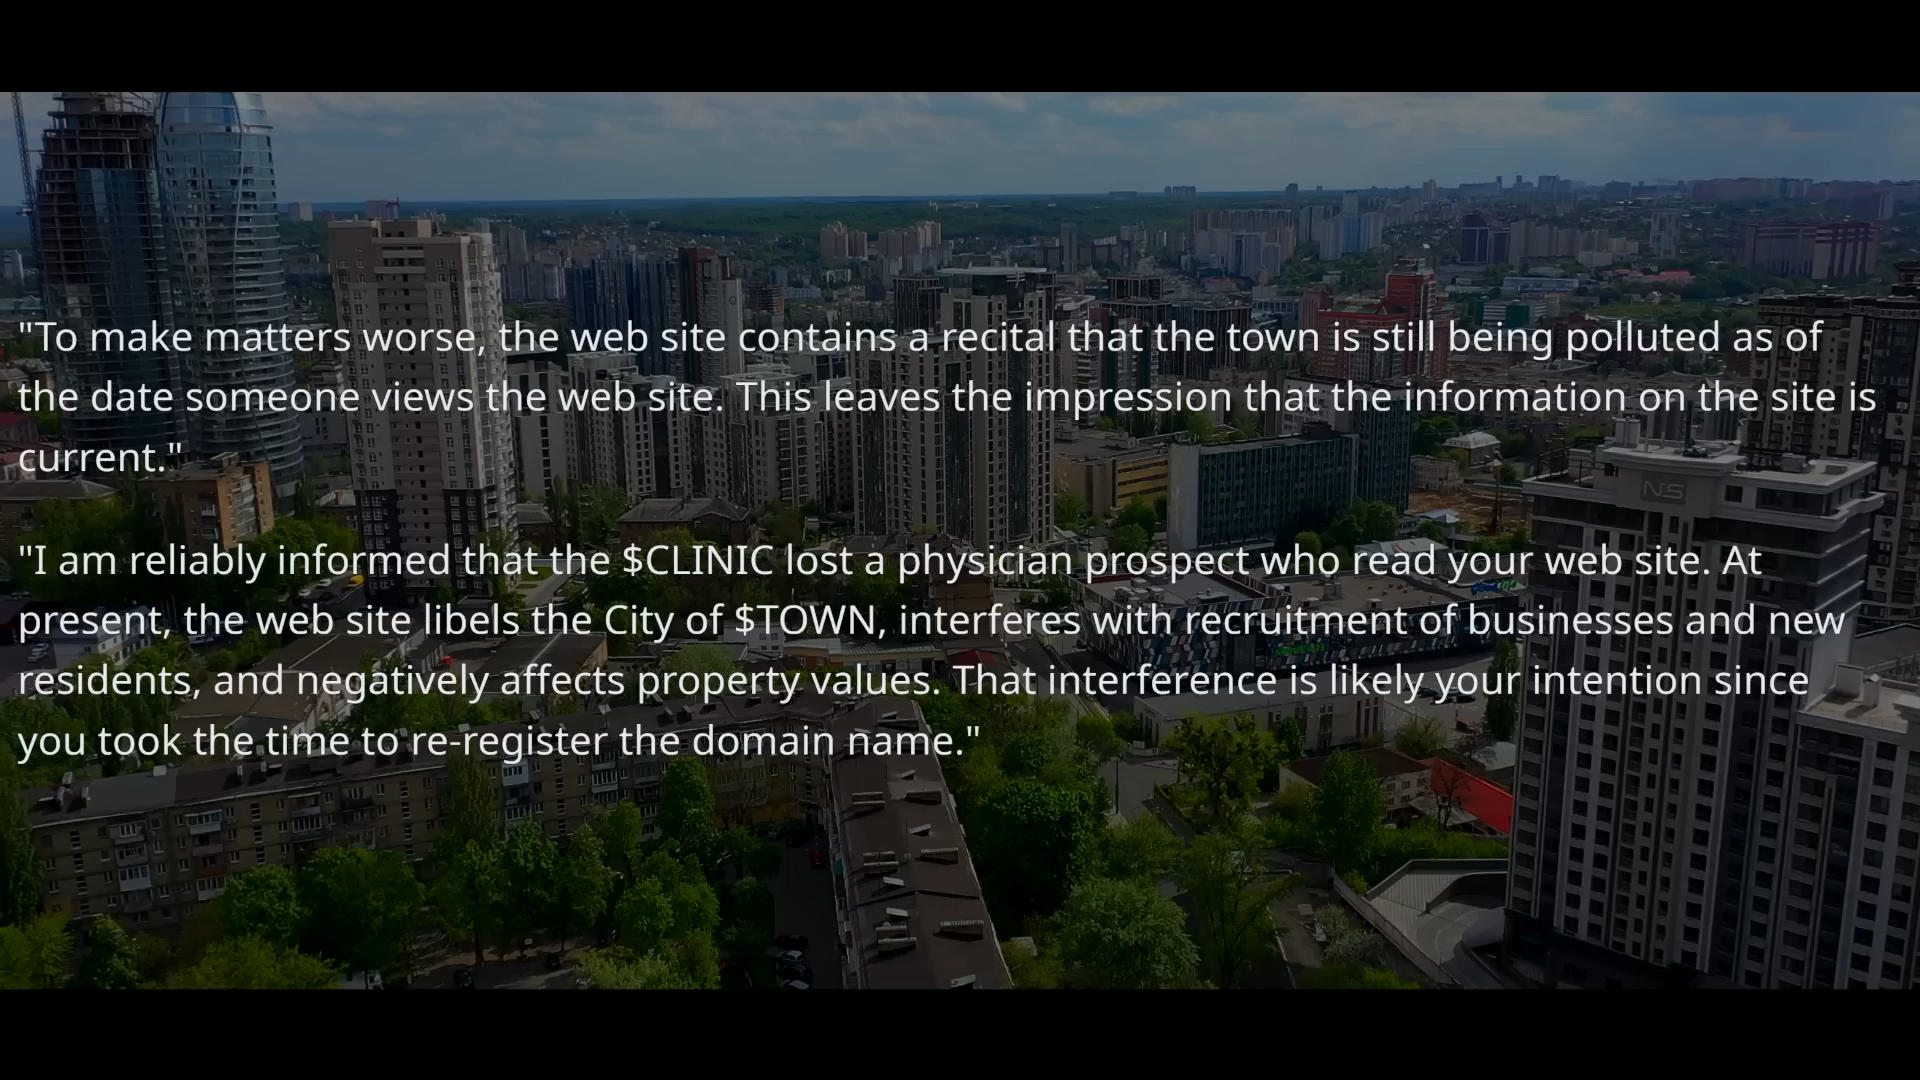 "To make matters worse, the web site contains a recital that the town is still being polluted as of
the date someone views the web site. This leaves the impression that the information on the site is
current."
"I am reliably informed that the $CLINIC lost a physician prospect who read your web site. At
present, the web site libels the City of $TOWN, interferes with recruitment of businesses and new
residents, and negatively affects property values. That interference is likely your intention since
you took the time to re-register the domain name."